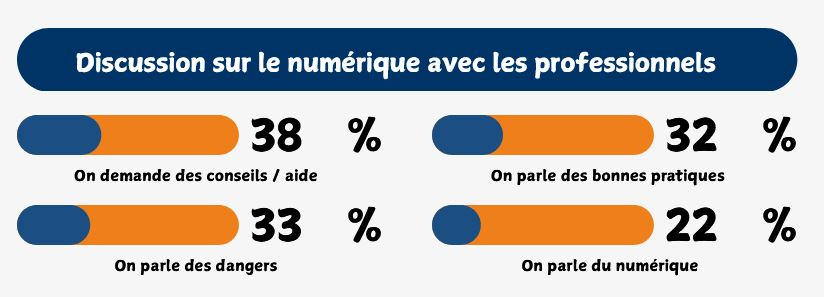 Discussion sur le numérique avec les professionnels
38 %
On demande des conseils / aide
32 %
On parle des bonnes pratiques
33 %
On parle des dangers
22 %
On parle du numérique